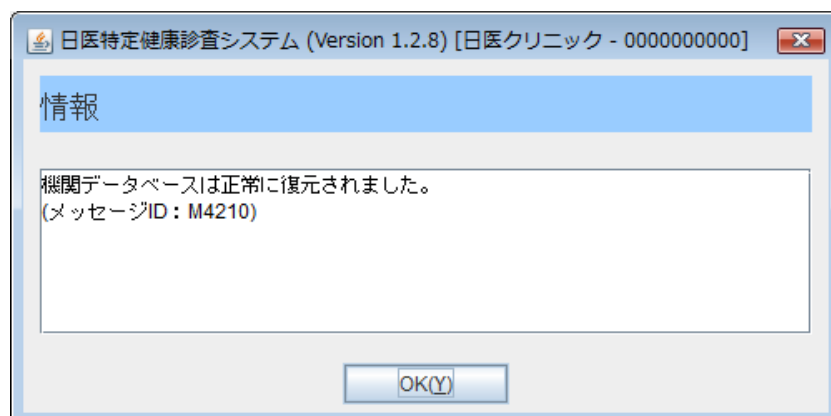 日医特定健康診査システム (Version 1.2.8) [日医クリニック - 0000000000]
情報
機関データベースは正常に復元されました。
(メッセージID：M4210)
OK(Y)